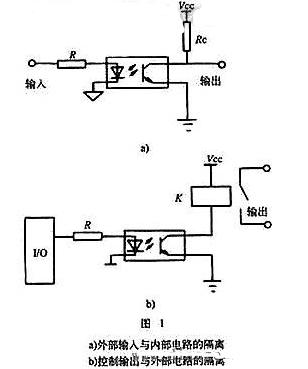 Vcc
R
Rc
输入
输出
a)
Vcc
K
输出
R
I/O
b)
图 1
a)外部输入与内部电路的隔离
b)控制输出与外部电路的隔离